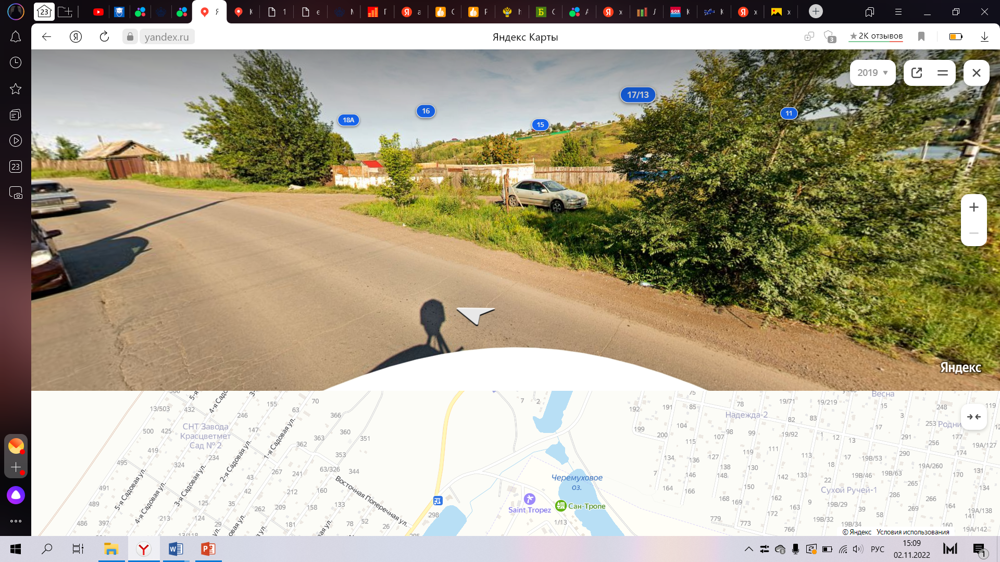 23
Я
К
1
е
М
Г
Я
а
С
F
h
Б
С
А
Я
х
Л
GOR
К
К
Я
х
х
yandex.ru
Яндекс Карты
3
2K отзывов
2019
17/13
16
18А
15
11
23
Яндекс
13/503
432
155
63
70
246
366
147
СНТ Завода
Красцветмет
Сад № 2
500
425
419
234
324
495
491
489
486
397
213
125
124
35
29
43
42
267
241
212
262
209
181
158
160
133
78
52
26
360
351
363
362
353
63/326
344
5-я Садовая ул.
4-я Садовая ул.
3-я Садовая ул.
2-я Садовая ул.
1-я Садовая ул.
Восточная Поперечная ул.
298
7
2
Черемуховое
оз.
Saint Tropez
Сан-Тропе
1/13
75
192
191
85
78
19/71
19/219
Весна
15
248
119
Надежда-2
82
83
3
253
Родни
199
200
104
98
107
99
19/92
1
12
13
17
291
256
177
115
119
111
113
19А/127
134
136
127
138
130
17
18
19В/53
290
19А/260
174
7
146
148
142
133
22
19В/46
19В/63
170
131
164
166
150
265
134
Сухой Ручей-1
168
169
162
163
9
19В/29
286
266
164
39
269
58
19А/138
141
779
773
172
766
19В/32
19В/34
160
19А/142
© Яндекс Условия использования
РУС
15:09
02.11.2022
1